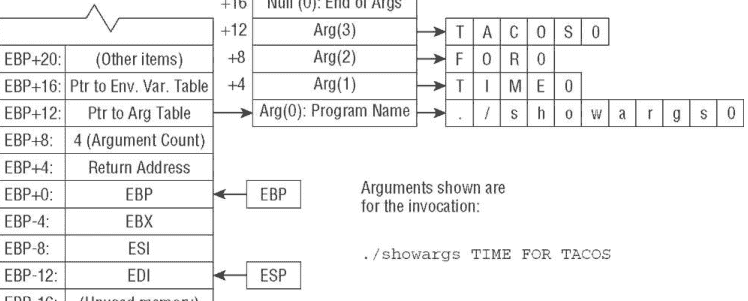 +16 Null (0): End of Args
+12 Arg(3) T A C O S 0
EBP+20: (Other items) +8 Arg(2) F O R 0
EBP+16: Ptr to Env. Var. Table +4 Arg(1) T I M E 0
EBP+12: Ptr to Arg Table Arg(0): Program Name . / s h o w a r g s 0
EBP+8: 4 (Argument Count)
EBP+4: Return Address
EBP+0: EBP EBP
Arguments shown are
for the invocation:
EBP-4: EBX
EBP-8: ESI
./showargs TIME FOR TACOS
EBP-12: EDI ESP
EBP-16: (Unused memory)